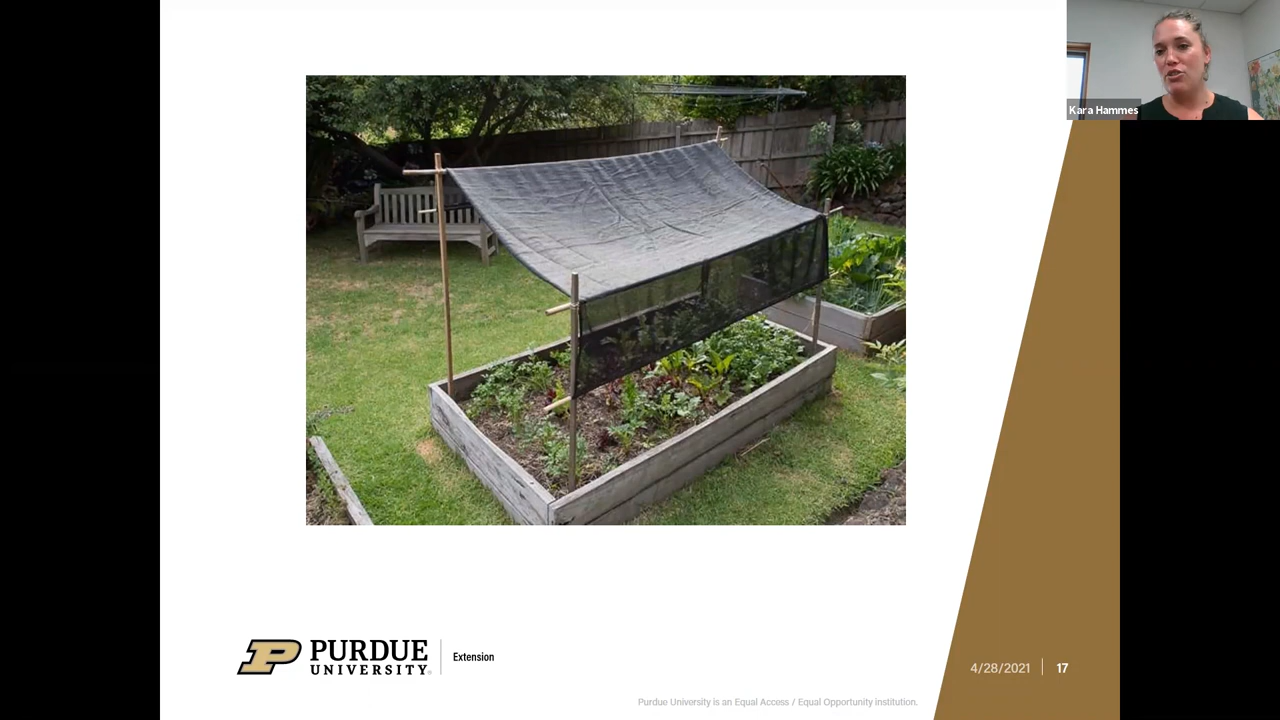 Kara Hammes
PURDUE
UNIVERSITY®
Extension
4/28/2021
17
Purdue University is an Equal Access / Equal Opportunity institution.